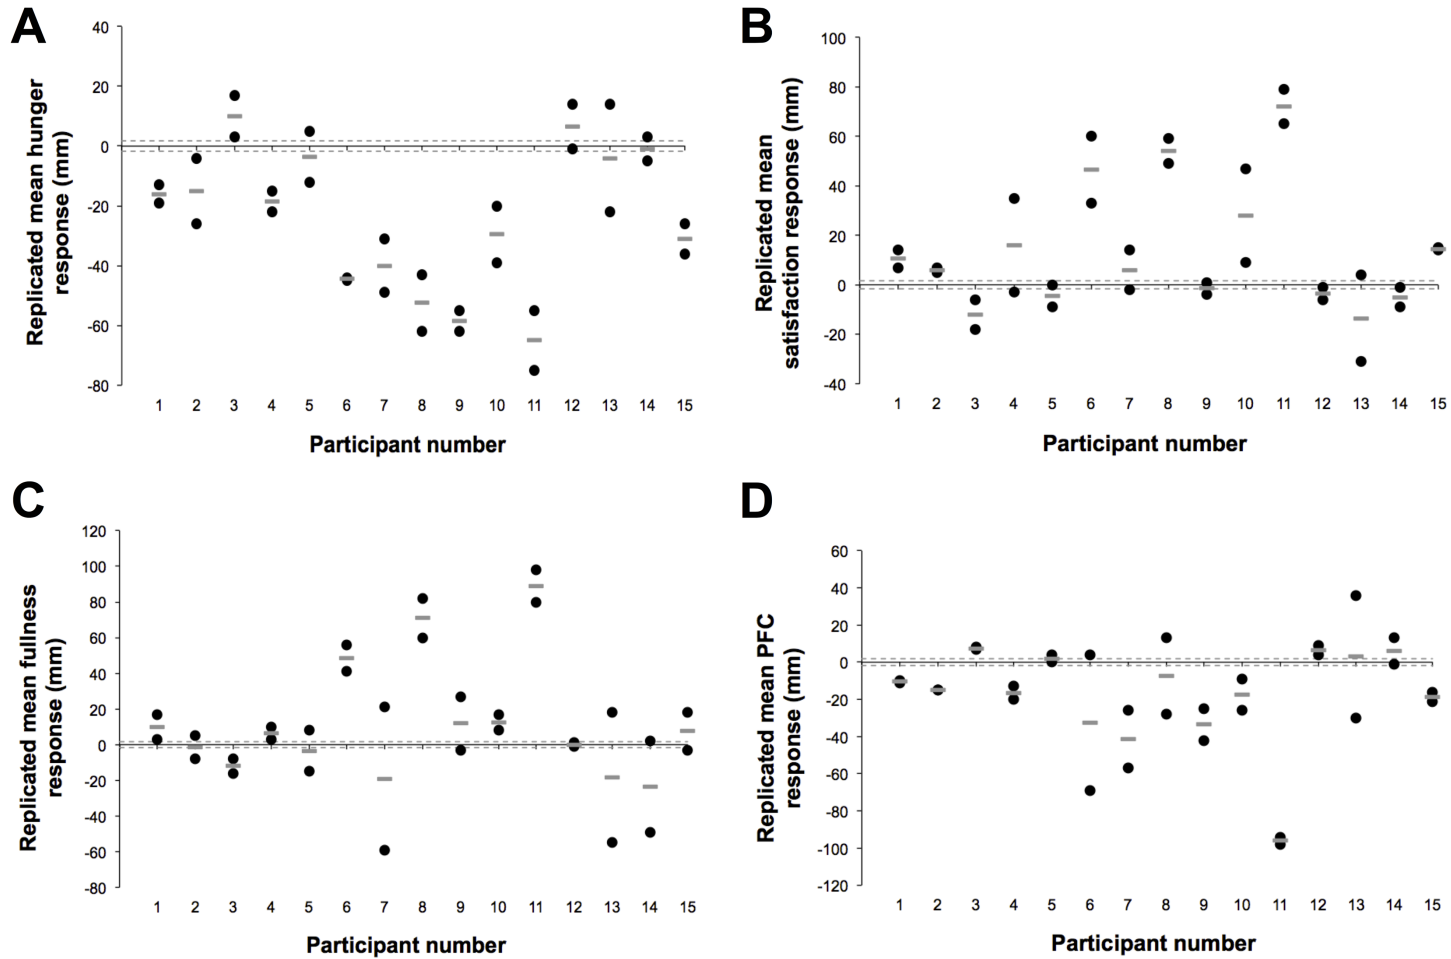 A
40
20
0
-20
-40
-60
-80
Replicated mean hunger
response (mm)
1 2 3 4 5 6 7 8 9 10 11 12 13 14 15
Participant number
B
100
80
60
40
20
0
-20
-40
Replicated mean
satisfaction response (mm)
1 2 3 4 5 6 7 8 9 10 11 12 13 14 15
Participant number
C
120
100
80
60
40
20
0
-20
-40
-60
-80
Replicated mean fullness
response (mm)
1 2 3 4 5 6 7 8 9 10 11 12 13 14 15
Participant number
D
60
40
20
0
-20
-40
-60
-80
-100
-120
Replicated mean PFC
response (mm)
1 2 3 4 5 6 7 8 9 10 11 12 13 14 15
Participant number